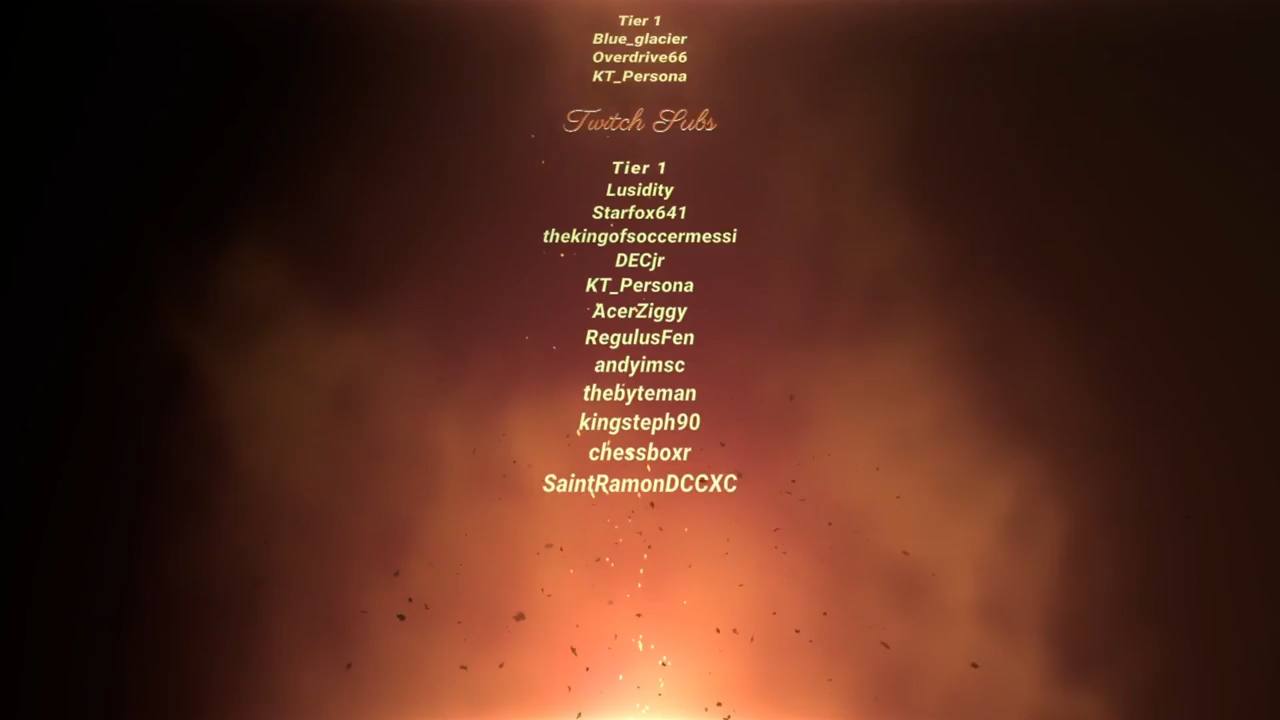 Tier 1
Blue_glacier
Overdrive66
KT_Persona
Twitch Subs
Tier 1
Lusidity
Starfox641
thekingofsoccermessi
DECjr
KT_Persona
AcerZiggy
RegulusFen
andyimsc
thebyteman
kingsteph90
chessboxr
SaintRamonDCCXC